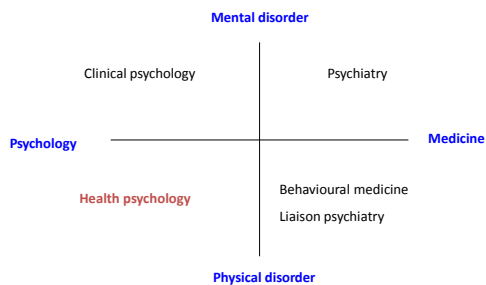 Mental disorder
Clinical psychology
Psychiatry
Psychology
Medicine
Health psychology
Behavioural medicine
Liaison psychiatry
Physical disorder